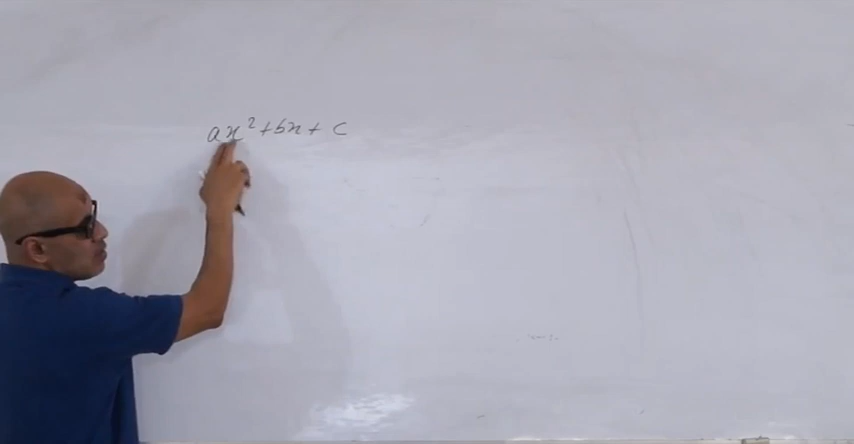 ax² + bx + c